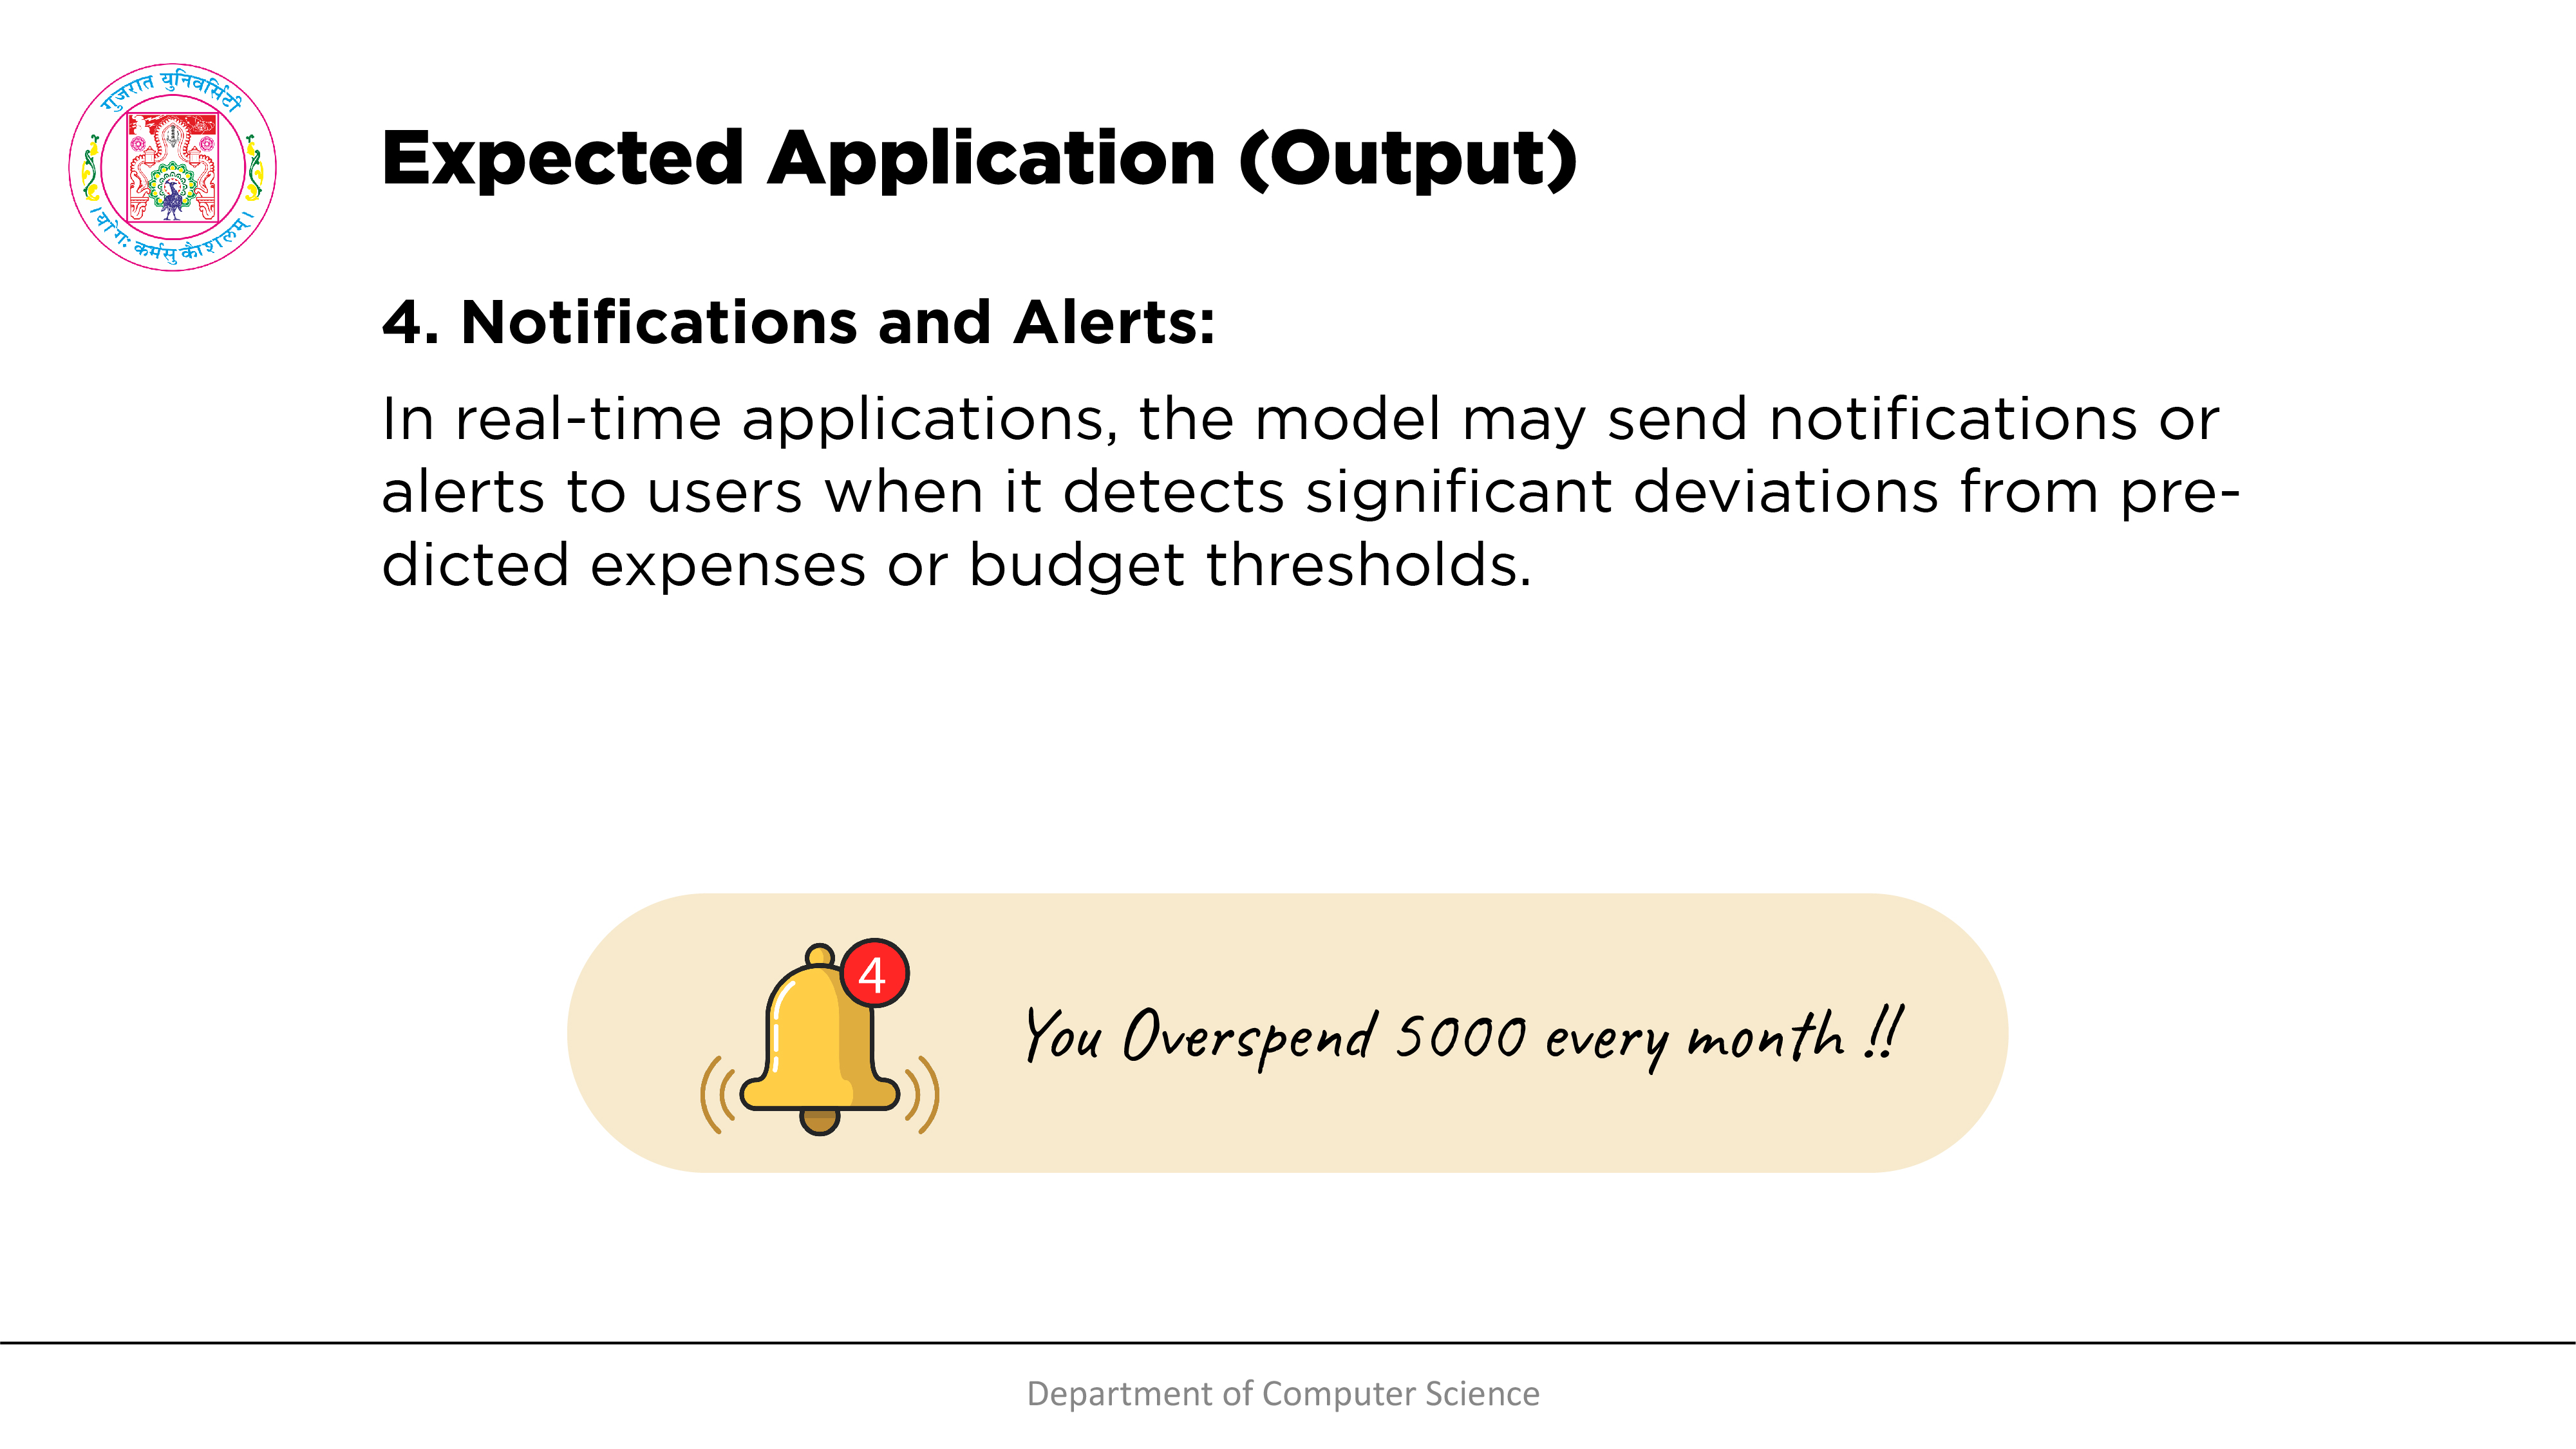 गुजरात युनिवर्सिटी
। योगः कर्मसु कौशलम् ।
Expected Application (Output)
4. Notifications and Alerts:
In real-time applications, the model may send notifications or
alerts to users when it detects significant deviations from pre-
dicted expenses or budget thresholds.
4
You Overspend 5000 every month !!
Department of Computer Science